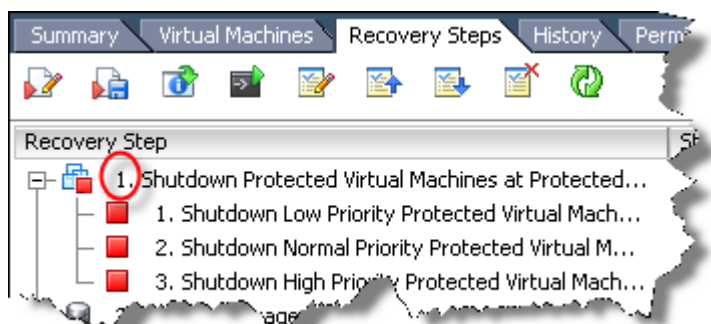 Summary Virtual Machines Recovery Steps History Perm
Recovery Step
1. Shutdown Protected Virtual Machines at Protected...
1. Shutdown Low Priority Protected Virtual Mach...
2. Shutdown Normal Priority Protected Virtual M...
3. Shutdown High Priority Protected Virtual Mach...